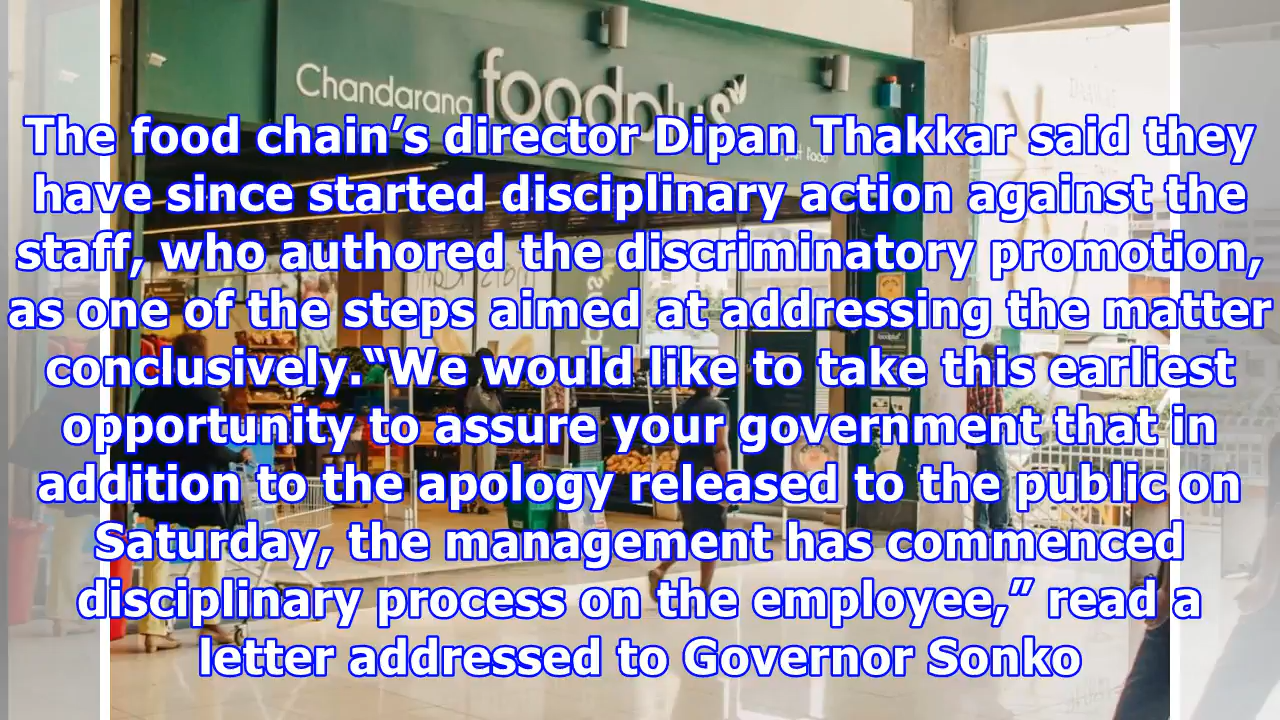 Chandarana foodplus
The food chain’s director Dipan Thakkar said they
have since started disciplinary action against the
staff, who authored the discriminatory promotion,
as one of the steps aimed at addressing the matter
conclusively.“We would like to take this earliest
opportunity to assure your government that in
addition to the apology released to the public on
Saturday, the management has commenced
disciplinary process on the employee,” read a
letter addressed to Governor Sonko